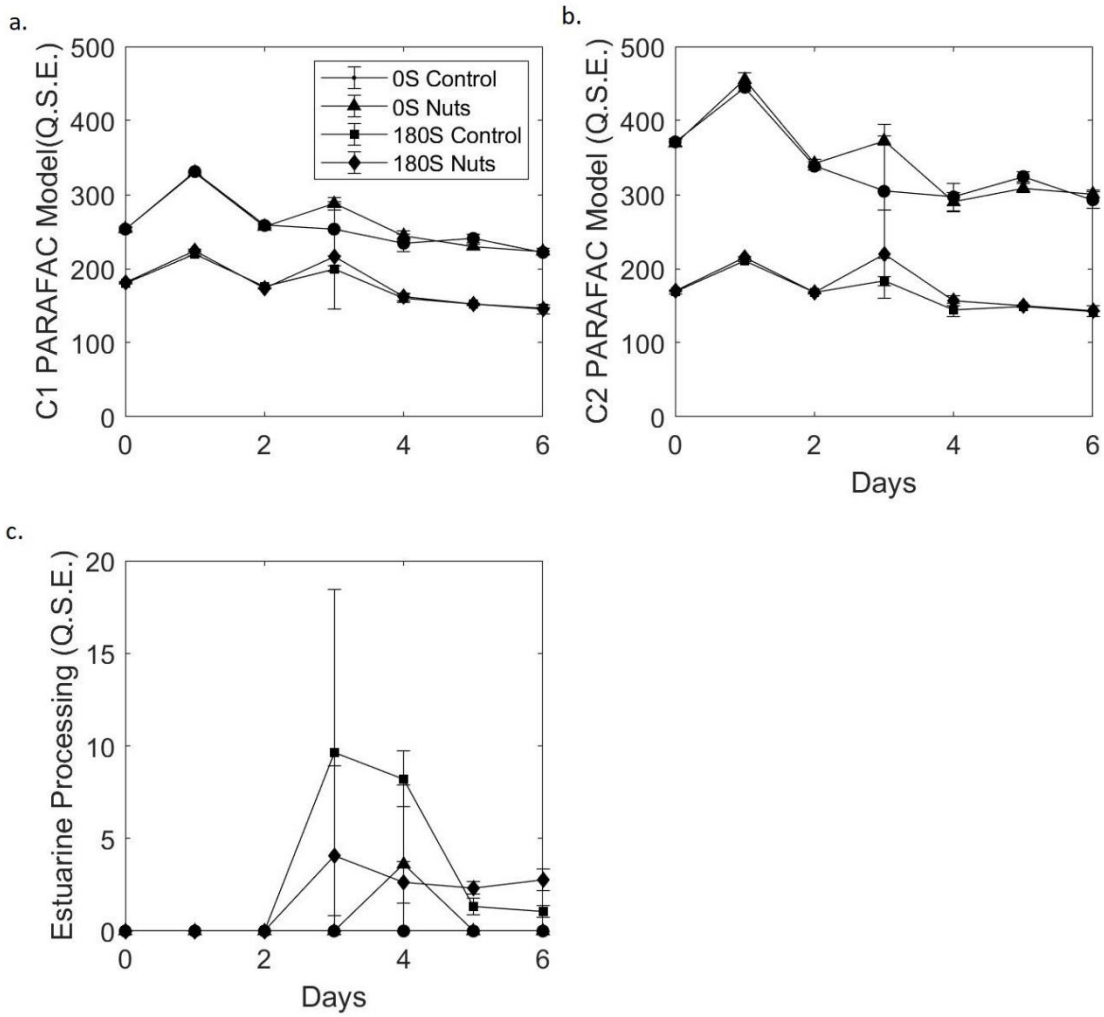 a.
500
400
300
200
100
0
C1 PARAFAC Model(Q.S.E.)
0S Control
0S Nuts
180S Control
180S Nuts
0 2 4 6
b.
500
400
300
200
100
0
C2 PARAFAC Model (Q.S.E.)
0 2 4 6
Days
c.
20
15
10
5
0
Estuarine Processing (Q.S.E.)
0 2 4 6
Days